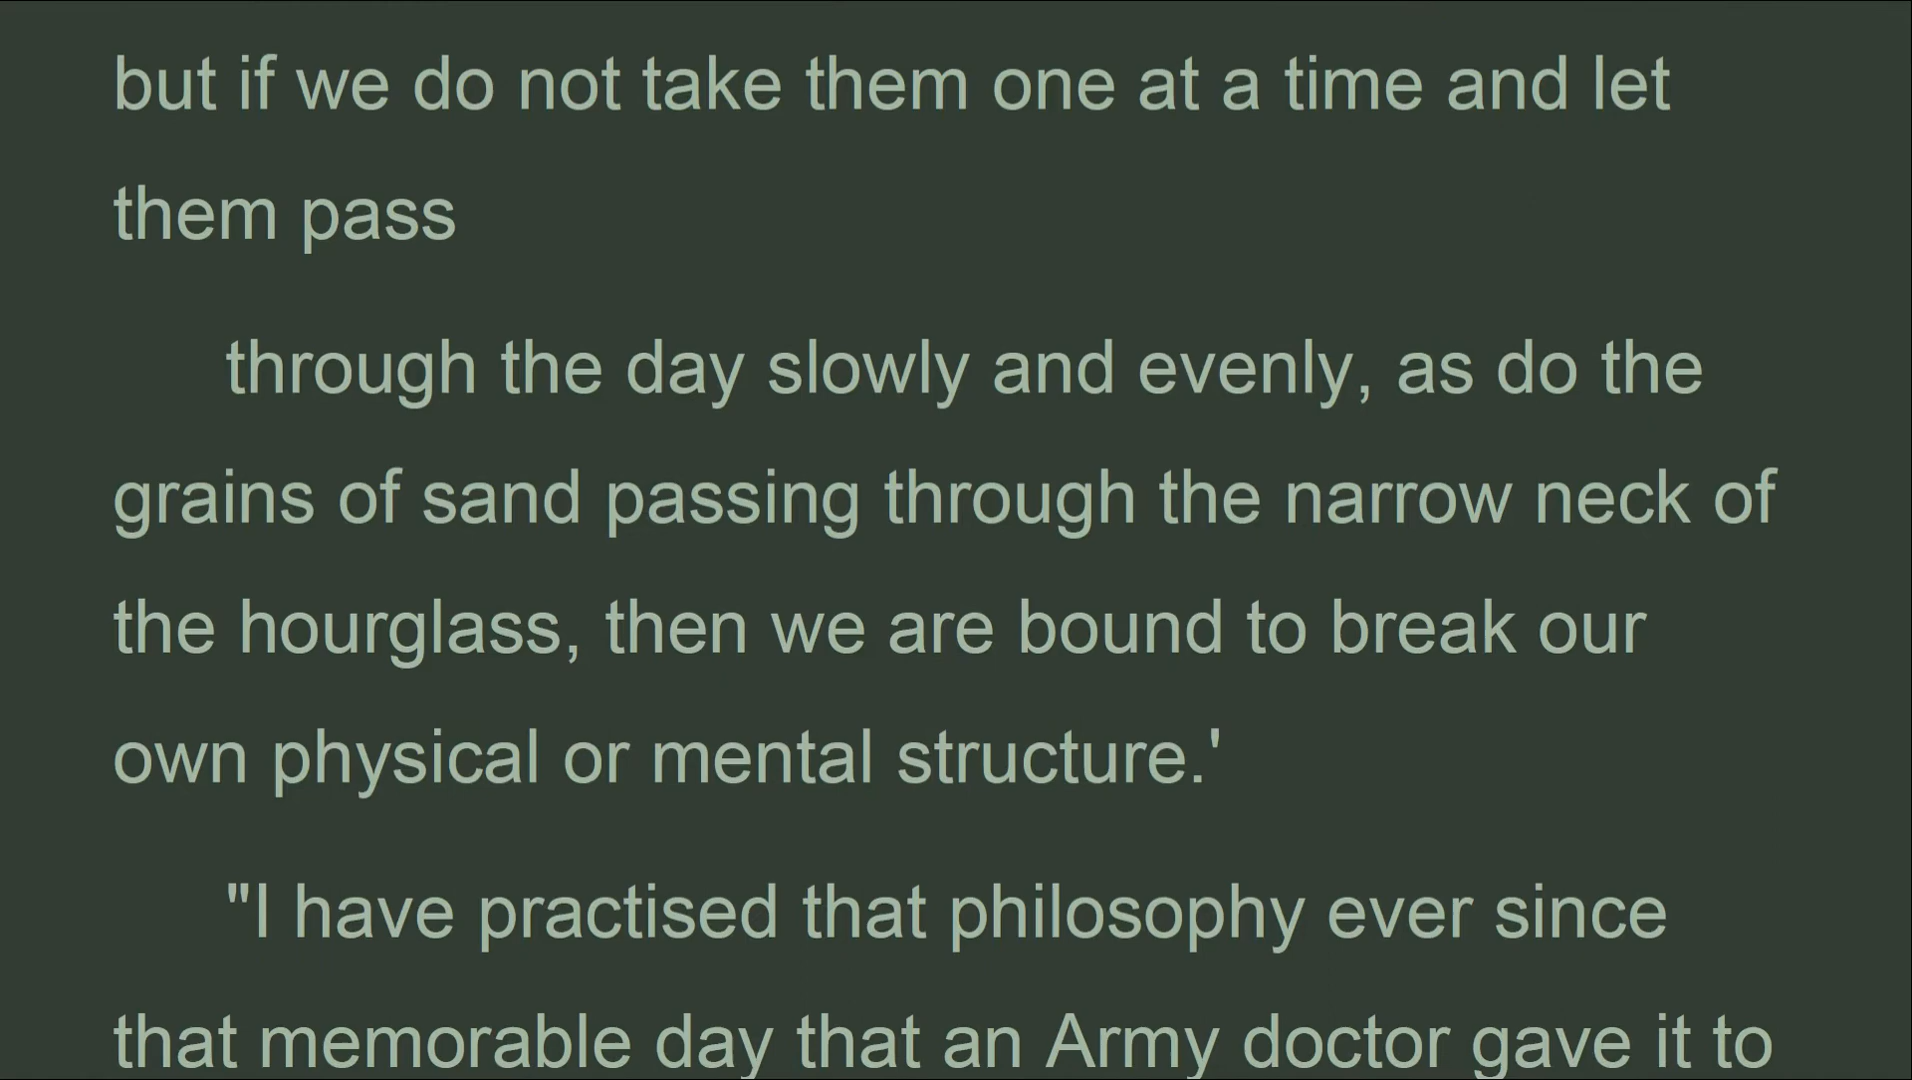 but if we do not take them one at a time and let
them pass
through the day slowly and evenly, as do the
grains of sand passing through the narrow neck of
the hourglass, then we are bound to break our
own physical or mental structure.'
"I have practised that philosophy ever since
that memorable day that an Army doctor gave it to